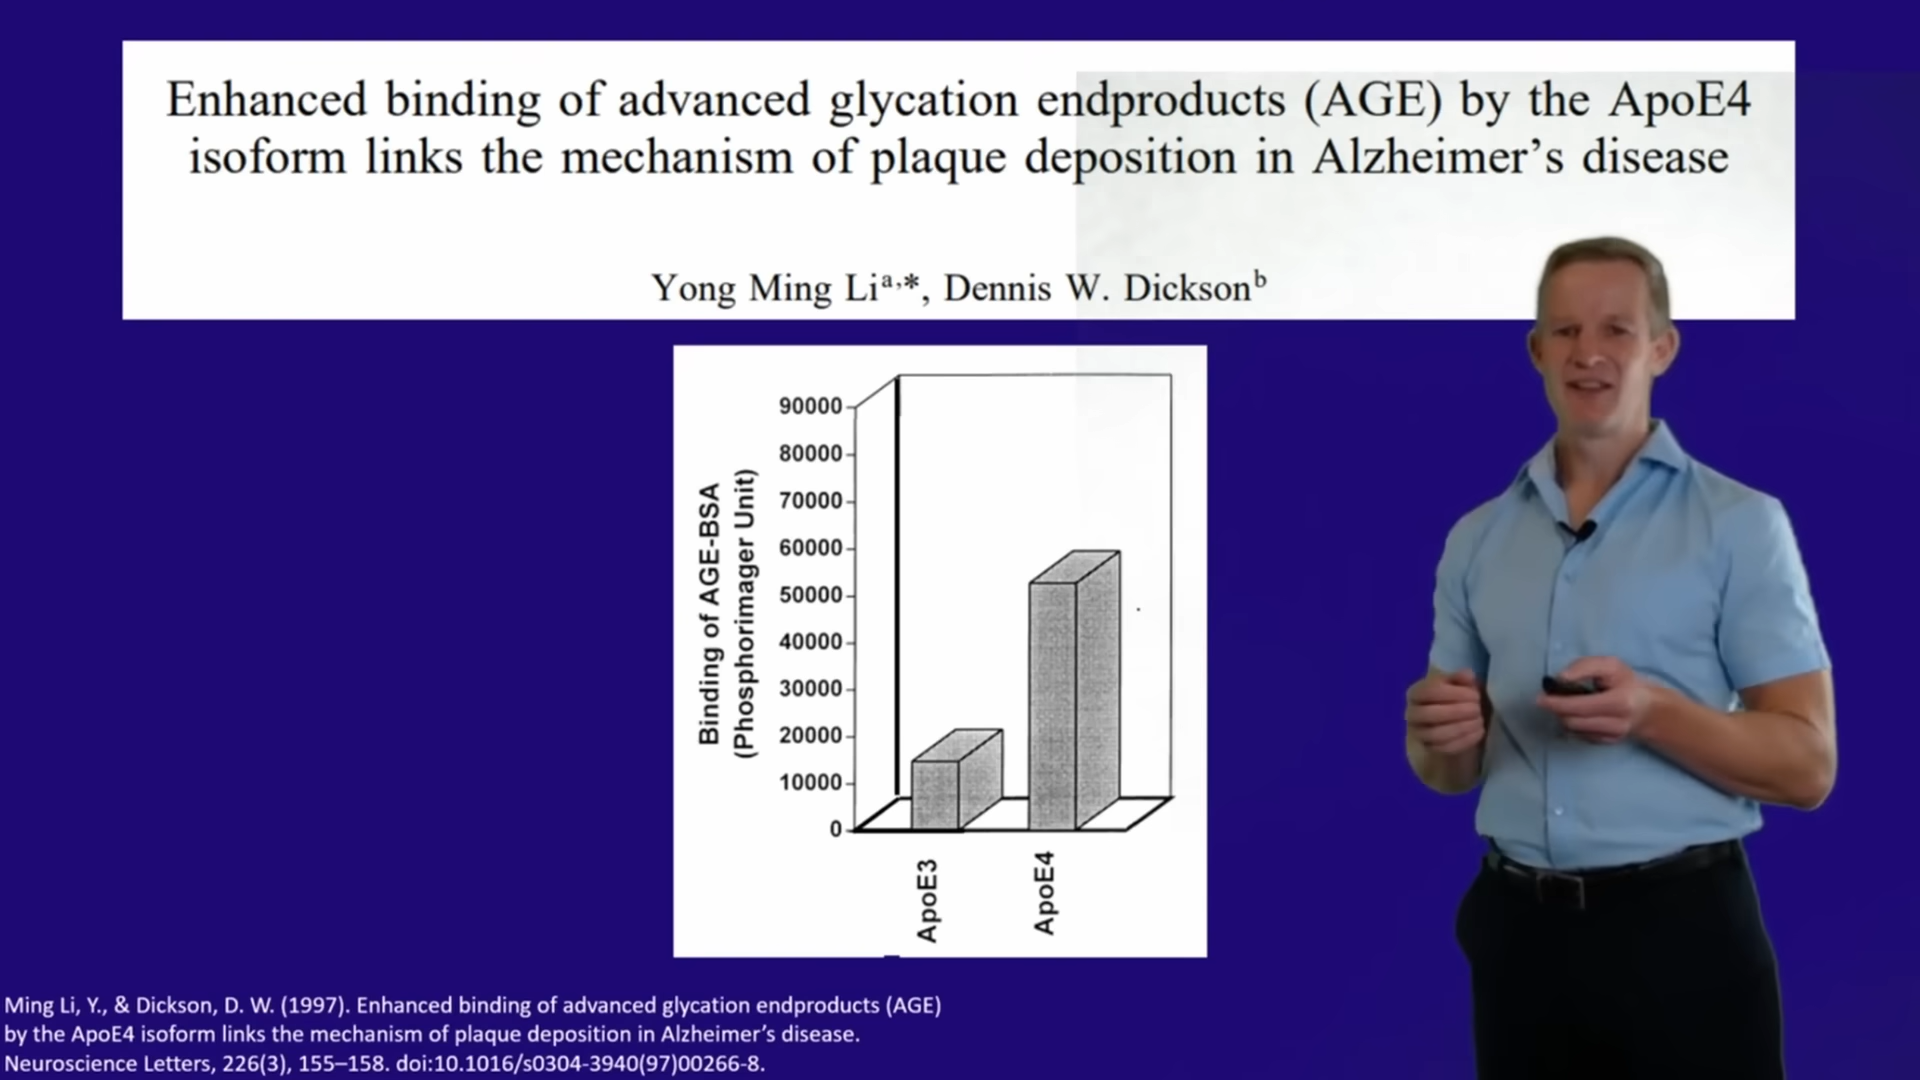 Enhanced binding of advanced glycation endproducts (AGE) by the ApoE4
isoform links the mechanism of plaque deposition in Alzheimer's disease
Yong Ming Liᵃ,*, Dennis W. Dicksonᵇ
Binding of AGE-BSA
(Phosphorimager Unit)
90000
80000
70000
60000
50000
40000
30000
20000
10000
0
ApoE3
ApoE4
Ming Li, Y., & Dickson, D. W. (1997). Enhanced binding of advanced glycation endproducts (AGE)
by the ApoE4 isoform links the mechanism of plaque deposition in Alzheimer's disease.
Neuroscience Letters, 226(3), 155–158. doi:10.1016/s0304-3940(97)00266-8.